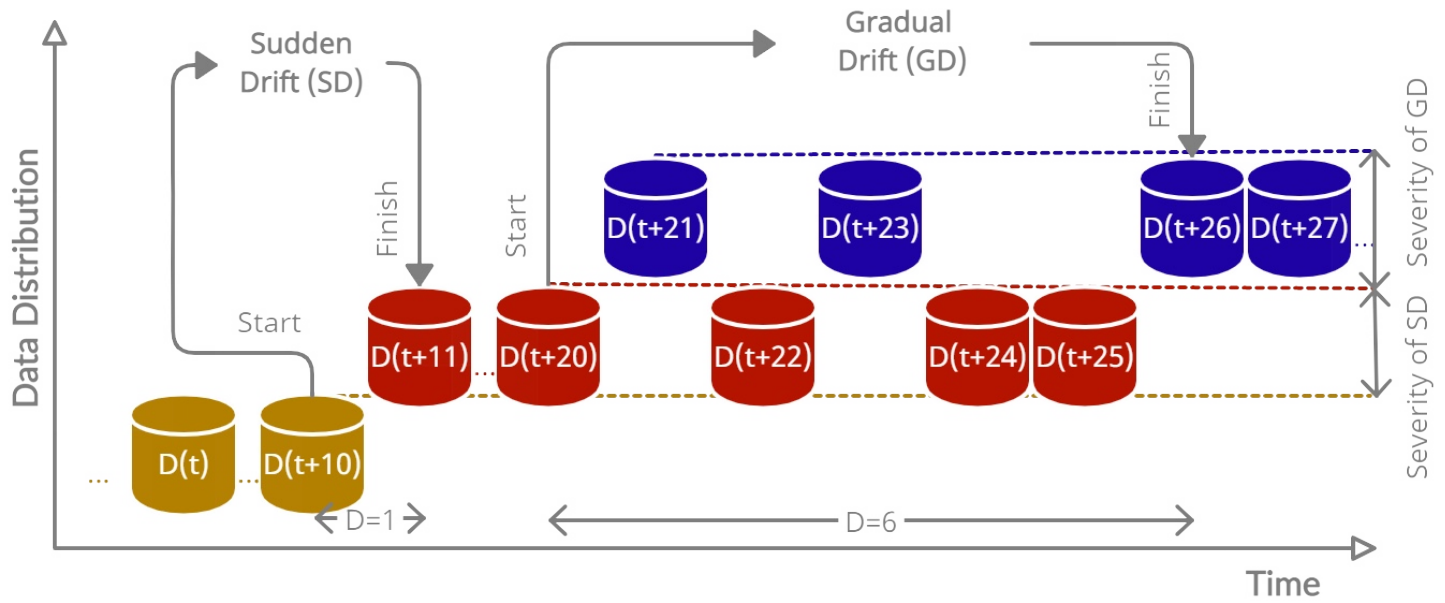 Sudden
Drift (SD)
Gradual
Drift (GD)
Finish
Severity of GD
D(t+21)
D(t+23)
D(t+26)
D(t+27)
...
Data Distribution
Finish
Start
Start
D(t+11)
...
D(t+20)
D(t+22)
D(t+24)
D(t+25)
Severity of SD
...
D(t)
...
D(t+10)
D=1
D=6
Time